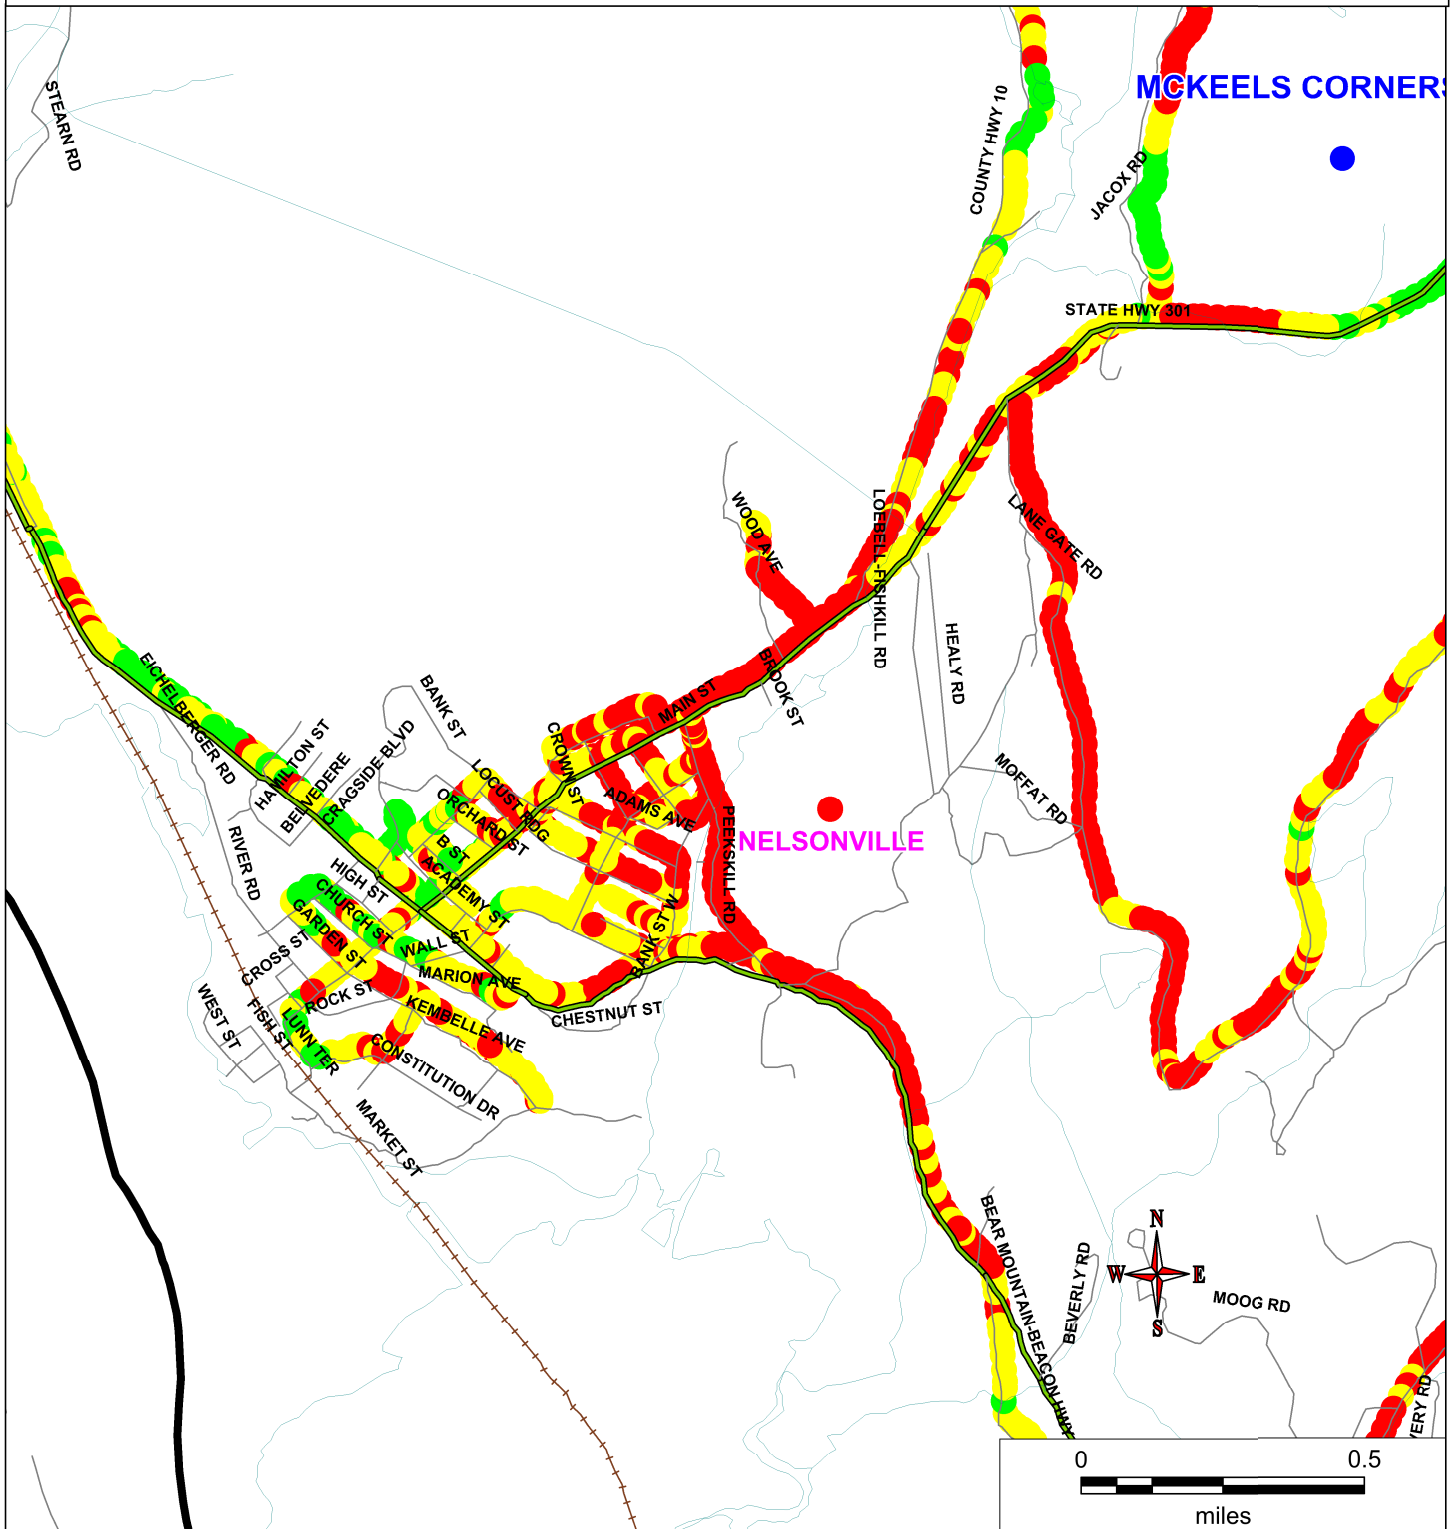 STEARN RD
COUNTY HWY 10
MCKEELS CORNERS
JACOX RD
STATE HWY 301
WOOD AVE
LOEBELL-FISHKILL RD
LANE GATE RD
HEALY RD
BROOK ST
MAIN ST
EICHELBERGER RD
HAMILTON ST
BELVEDERE
CRAGSIDE BLVD
BANK ST
CROWN ST
LOCUST RDG
ORCHARD ST
ADAMS AVE
B ST
ACADEMY ST
PEEKSKILL RD
NELSONVILLE
MOFFAT RD
RIVER RD
HIGH ST
CHURCH ST
GARDEN ST
CROSS ST
WALL ST
BANK ST W
MARION AVE
ROCK ST
KEMBELLE AVE
CHESTNUT ST
WEST ST
FISH ST
LUNN TER
CONSTITUTION DR
MARKET ST
BEAR MOUNTAIN-BEACON HWY
BEVERLY RD
MOOG RD
N
W
E
S
VERY RD
0
0.5
miles